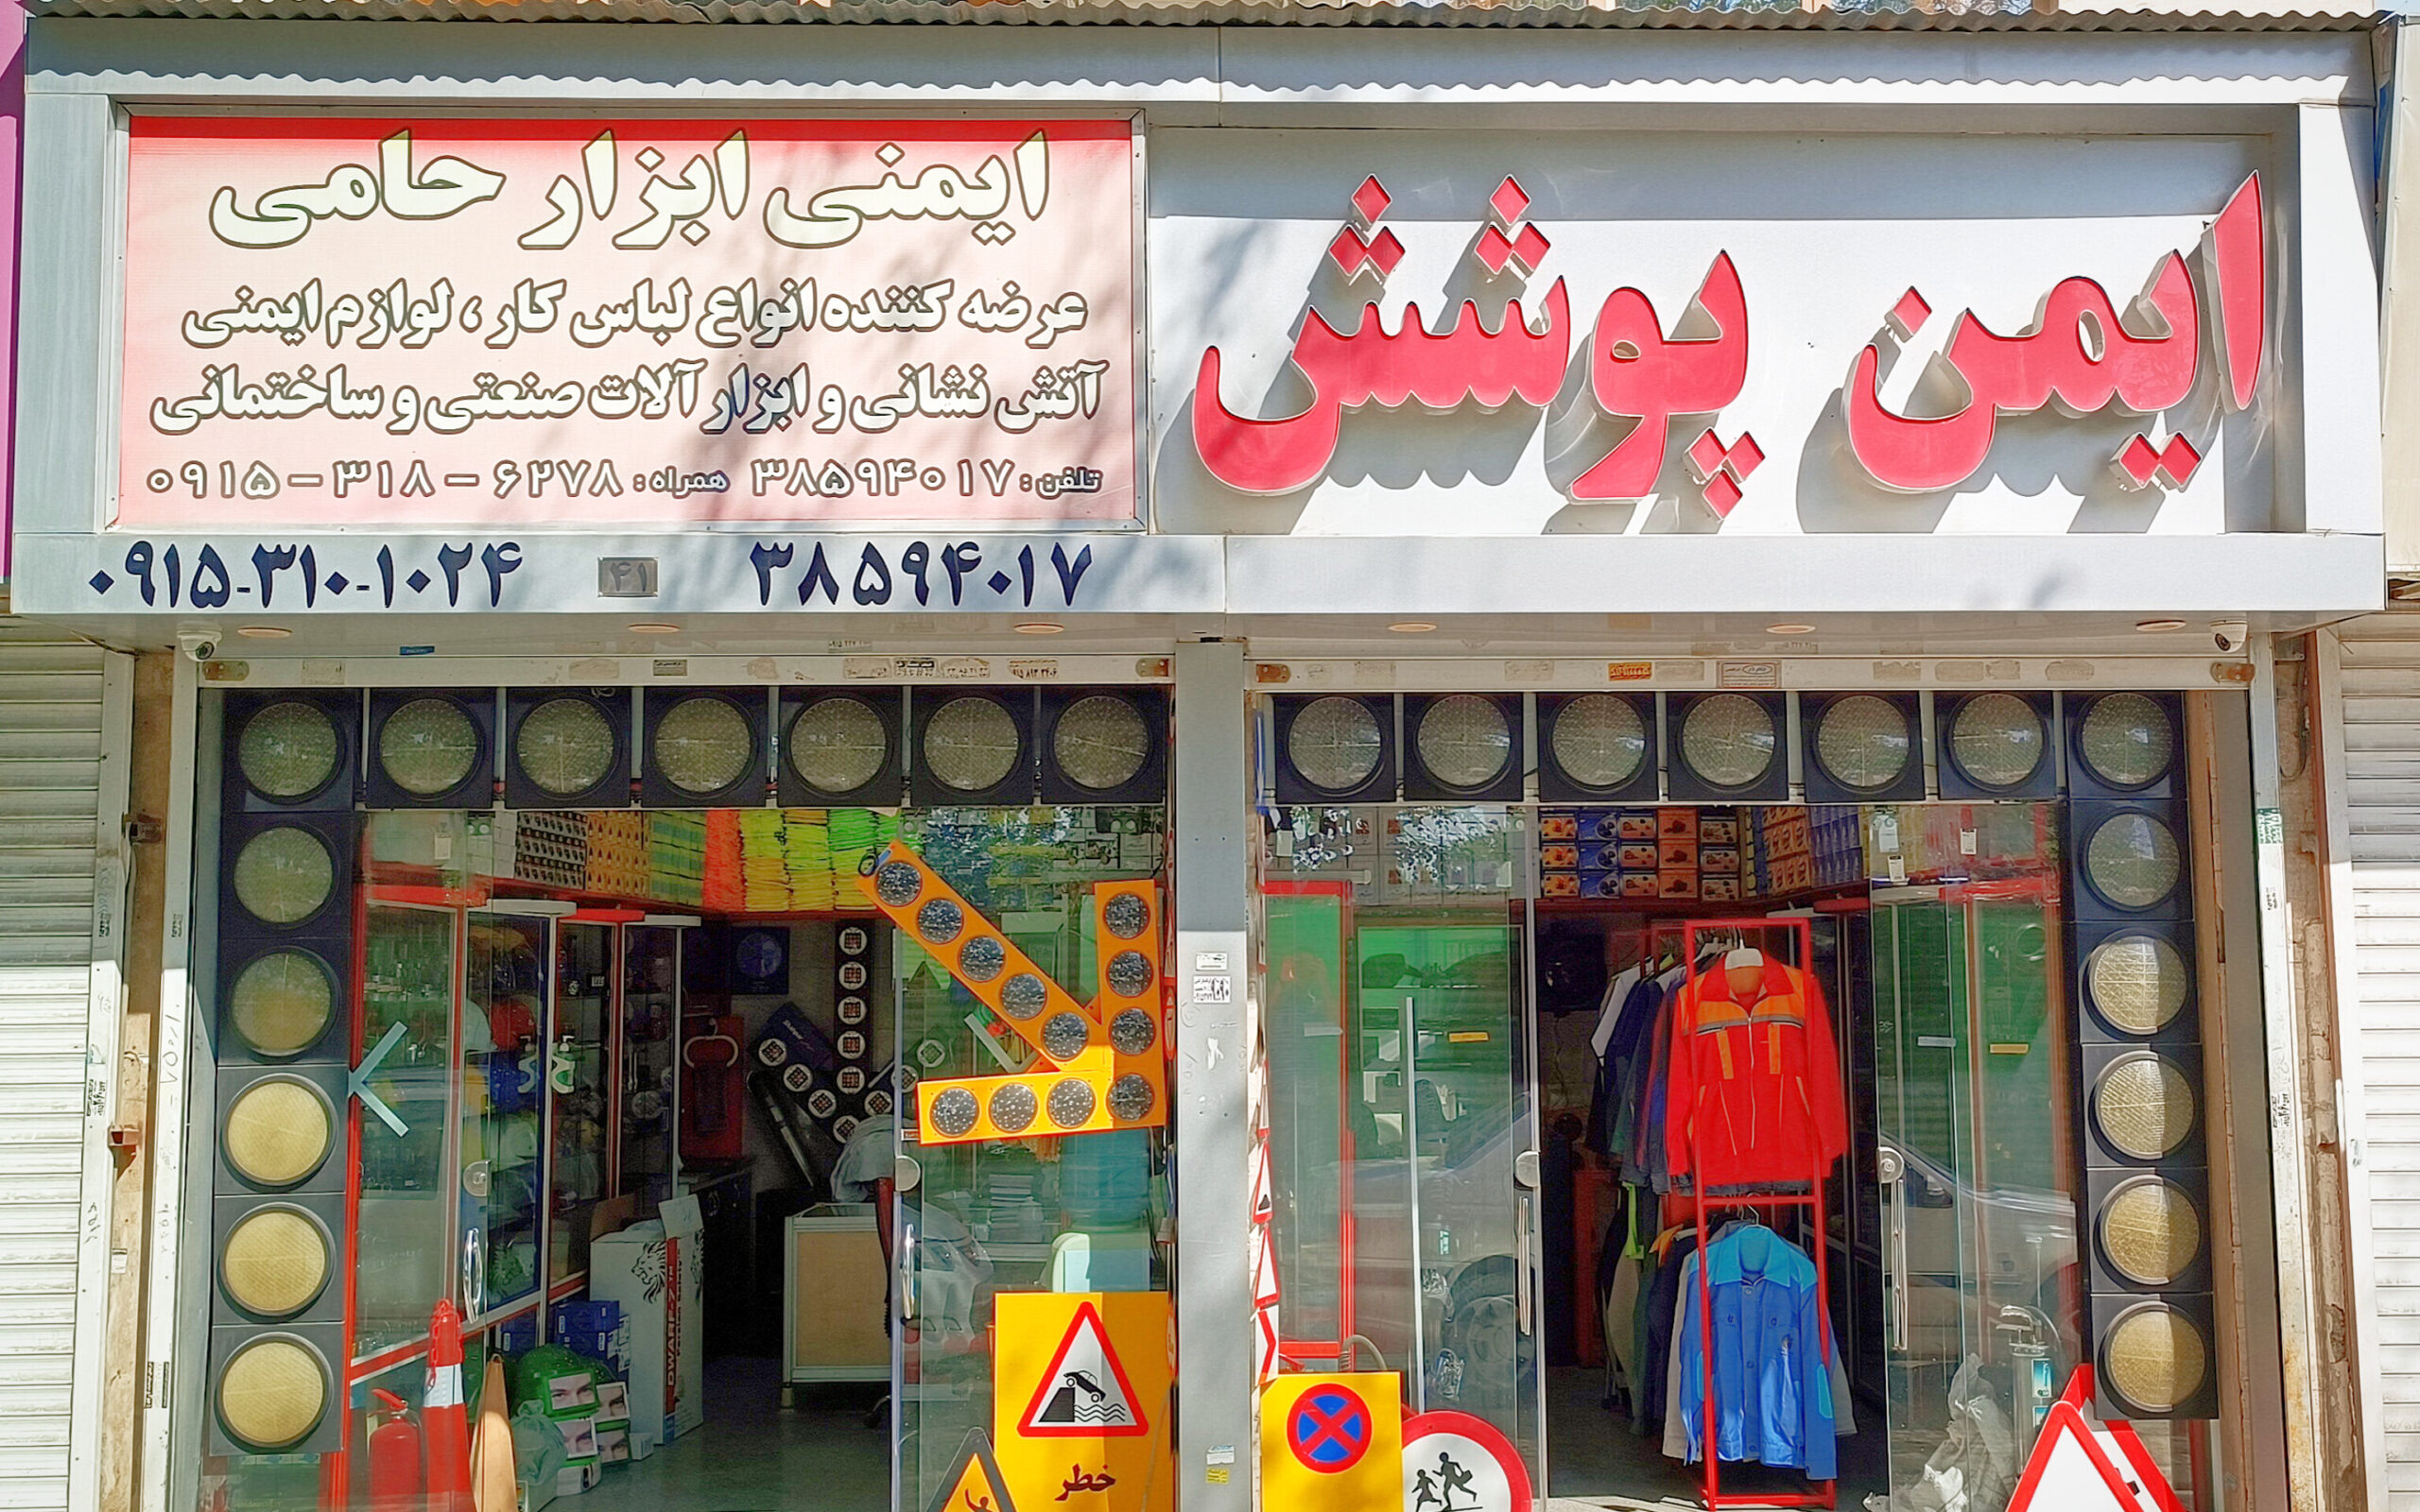 ایمن پوشش
ایمنی ابزار حامی
عرضه کننده انواع لباس کار ، لوازم ایمنی
آتش نشانی و ابزار آلات صنعتی و ساختمانی
تلفن: ۳۸۵۹۴۰۱۷ همراه: ۰۹۱۵ - ۳۱۸ - ۶۲۷۸
۰۹۱۵-۳۱۰-۱۰۲۴
۴۱
۳۸۵۹۴۰۱۷
خطر